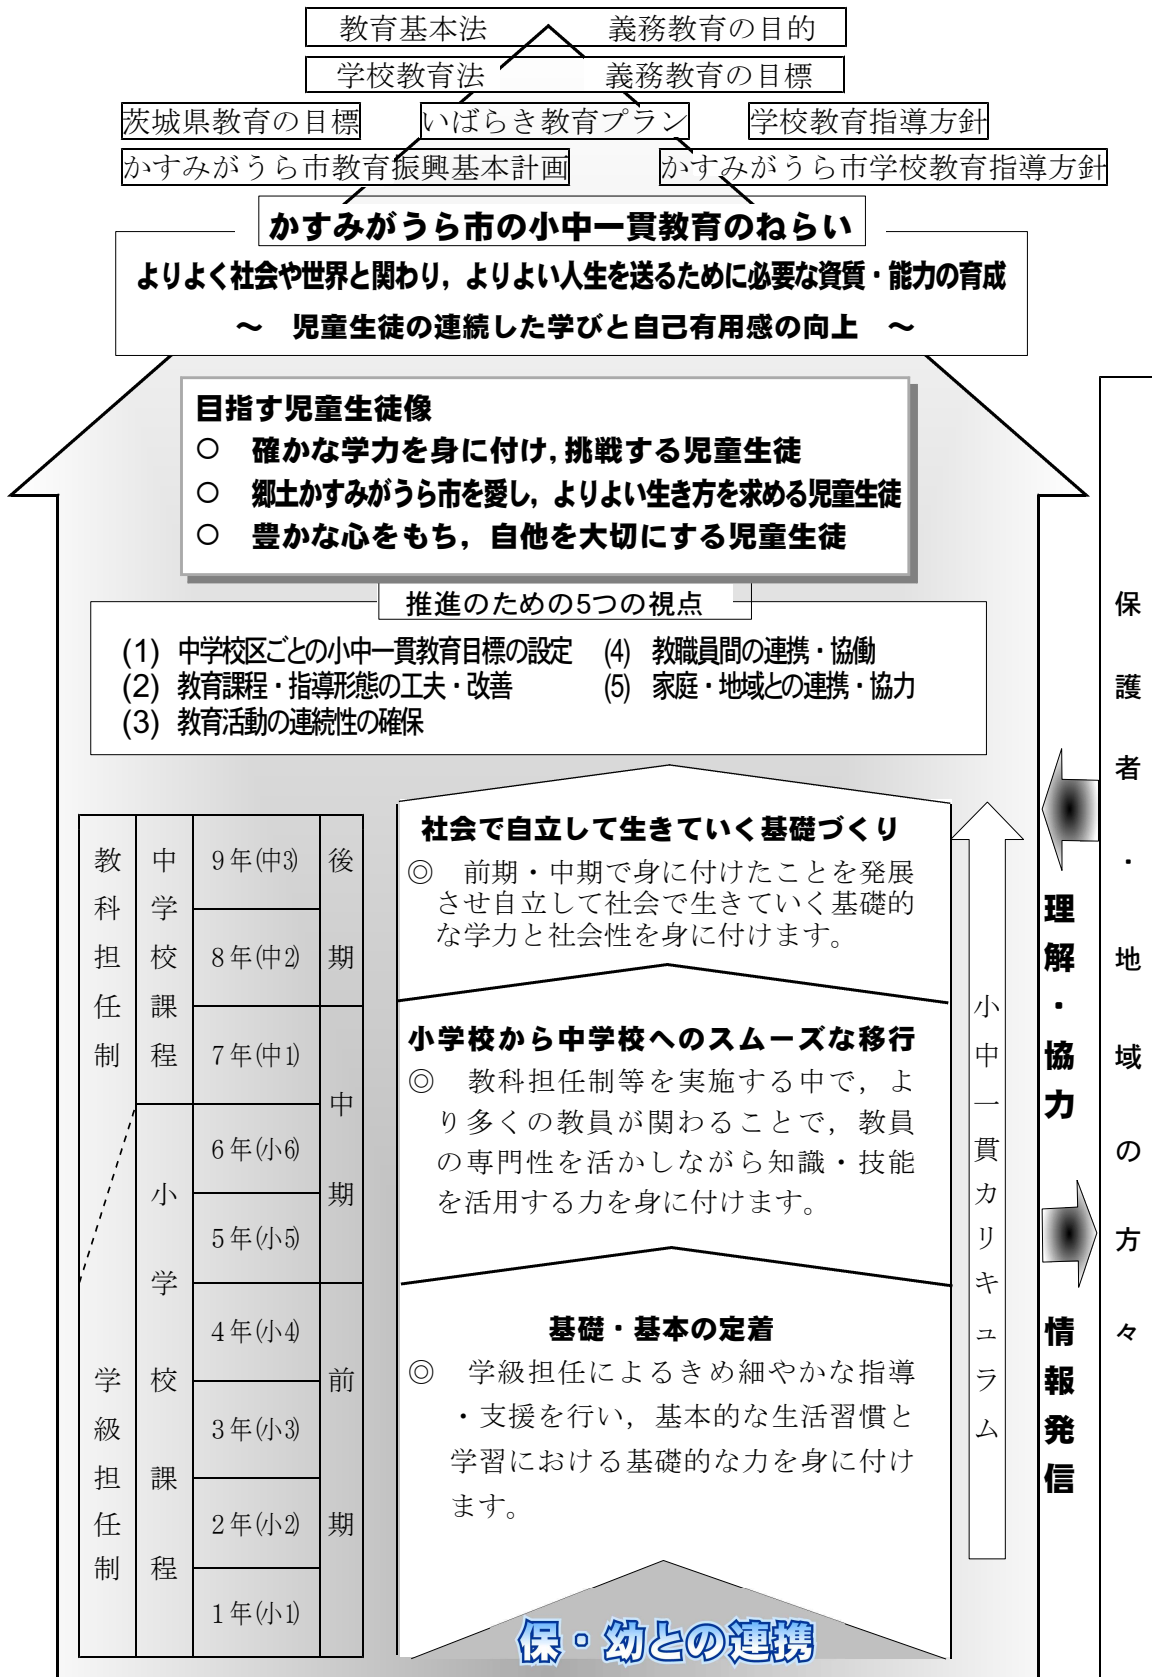 教育基本法　義務教育の目的
学校教育法　義務教育の目標
茨城県教育の目標　いばらき教育プラン　学校教育指導方針
かすみがうら市教育振興基本計画　かすみがうら市学校教育指導方針
かすみがうら市の小中一貫教育のねらい
よりよく社会や世界と関わり，よりよい人生を送るために必要な資質・能力の育成
～　児童生徒の連続した学びと自己有用感の向上　～
目指す児童生徒像
○　確かな学力を身に付け，挑戦する児童生徒
○　郷土かすみがうら市を愛し，よりよい生き方を求める児童生徒
○　豊かな心をもち，自他を大切にする児童生徒
推進のための5つの視点
(1)　中学校区ごとの小中一貫教育目標の設定
(2)　教育課程・指導形態の工夫・改善
(3)　教育活動の連続性の確保
(4)　教職員間の連携・協働
(5)　家庭・地域との連携・協力
教科担任制
学級担任制
中学校課程
小学校課程
9年(中3)
8年(中2)
7年(中1)
6年(小6)
5年(小5)
4年(小4)
3年(小3)
2年(小2)
1年(小1)
後期
中期
前期
社会で自立して生きていく基礎づくり
◎　前期・中期で身に付けたことを発展
させ自立して社会で生きていく基礎的
な学力と社会性を身に付けます。
小学校から中学校へのスムーズな移行
◎　教科担任制等を実施する中で，よ
り多くの教員が関わることで，教員
の専門性を活かしながら知識・技能
を活用する力を身に付けます。
基礎・基本の定着
◎　学級担任によるきめ細やかな指導
・支援を行い，基本的な生活習慣と
学習における基礎的な力を身に付け
ます。
保・幼との連携
小中一貫カリキュラム
理解・協力
情報発信
保護者・地域の方々